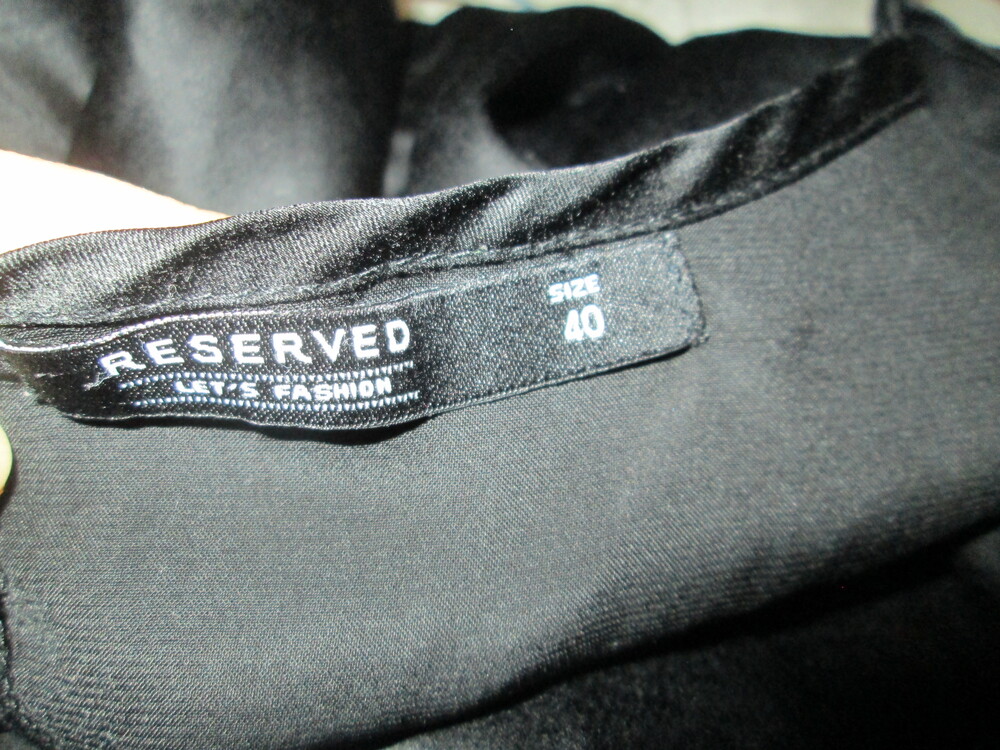 RESERVED
LET'S FASHION
SIZE
40